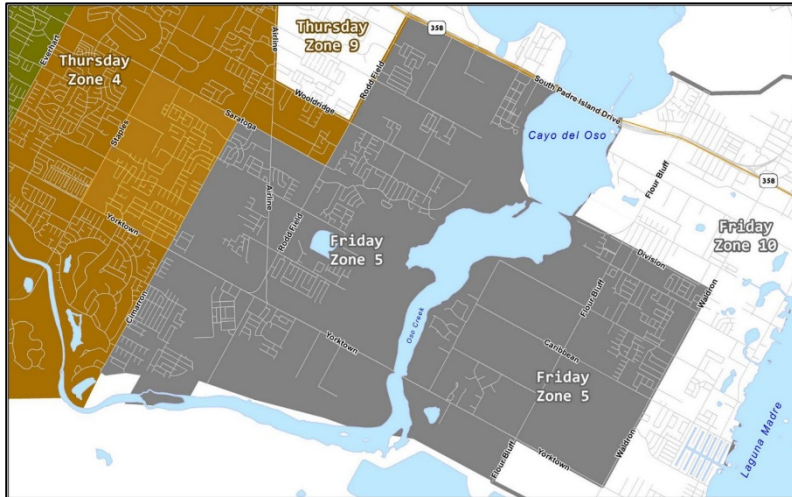 358
Everhart
Thursday
Zone 4
Airline
Thursday
Zone 9
Rodd Field
Wooldridge
South Padre Island Drive
Staples
Saratoga
Cayo del Oso
358
Flour Bluff
Airline
Rodd Field
Yorktown
Friday
Zone 5
Friday
Zone 10
Division
Waldron
Cimarron
Flour Bluff
Oso Creek
Yorktown
Caribbean
Friday
Zone 5
Laguna Madre
Flour Bluff
Yorktown
Waldron